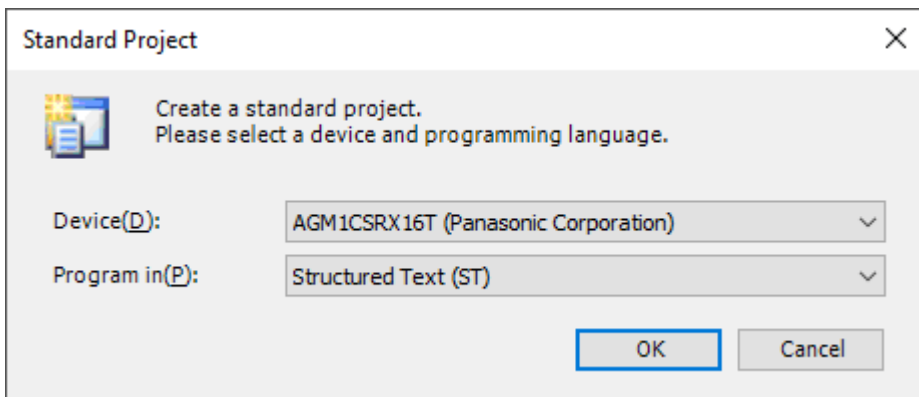 Standard Project
Create a standard project.
Please select a device and programming language.
Device(D):
AGM1CSRX16T (Panasonic Corporation)
Program in(P):
Structured Text (ST)
OK
Cancel